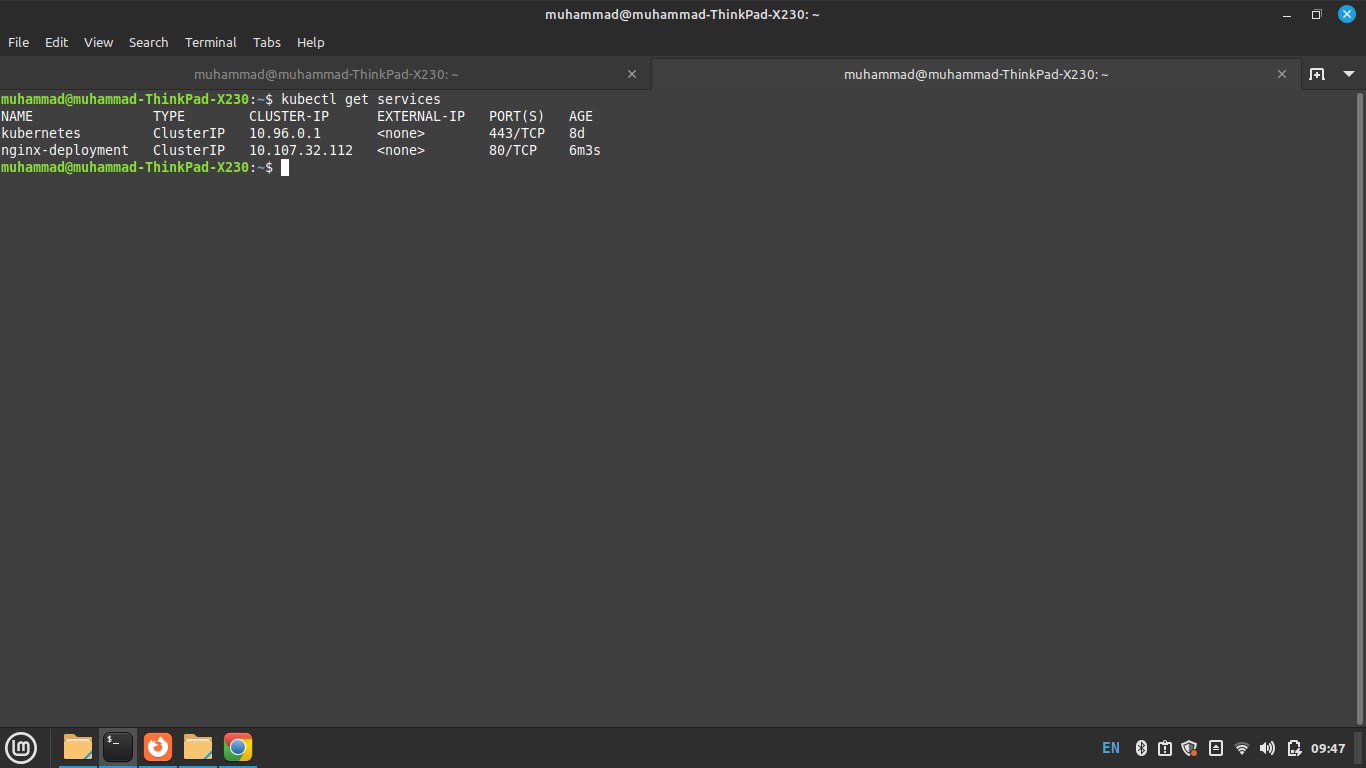 muhammad@muhammad-ThinkPad-X230: ~
File Edit View Search Terminal Tabs Help
muhammad@muhammad-ThinkPad-X230: ~ muhammad@muhammad-ThinkPad-X230: ~
muhammad@muhammad-ThinkPad-X230:~$ kubectl get services
NAME TYPE CLUSTER-IP EXTERNAL-IP PORT(S) AGE
kubernetes ClusterIP 10.96.0.1 <none> 443/TCP 8d
nginx-deployment ClusterIP 10.107.32.112 <none> 80/TCP 6m3s
muhammad@muhammad-ThinkPad-X230:~$
$_ EN 09:47